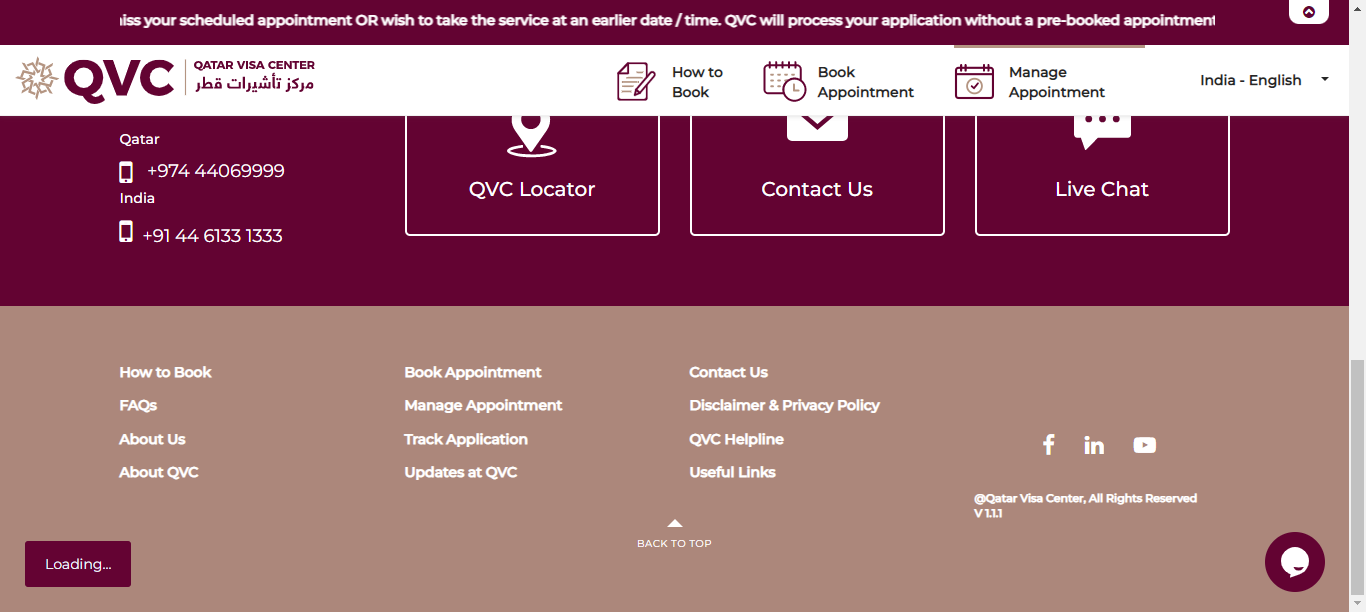 your scheduled appointment OR wish to take the service at an earlier date / time. QVC will process your application without a pre-booked appointment
QVC
QATAR VISA CENTER
مركز تأشيرات قطر
How to
Book
Book
Appointment
Manage
Appointment
India - English
Qatar
+974 44069999
India
+91 44 6133 1333
QVC Locator
Contact Us
Live Chat
How to Book
FAQs
About Us
About QVC
Book Appointment
Manage Appointment
Track Application
Updates at QVC
Contact Us
Disclaimer & Privacy Policy
QVC Helpline
Useful Links
@Qatar Visa Center, All Rights Reserved
V 1.1.1
BACK TO TOP
Loading...